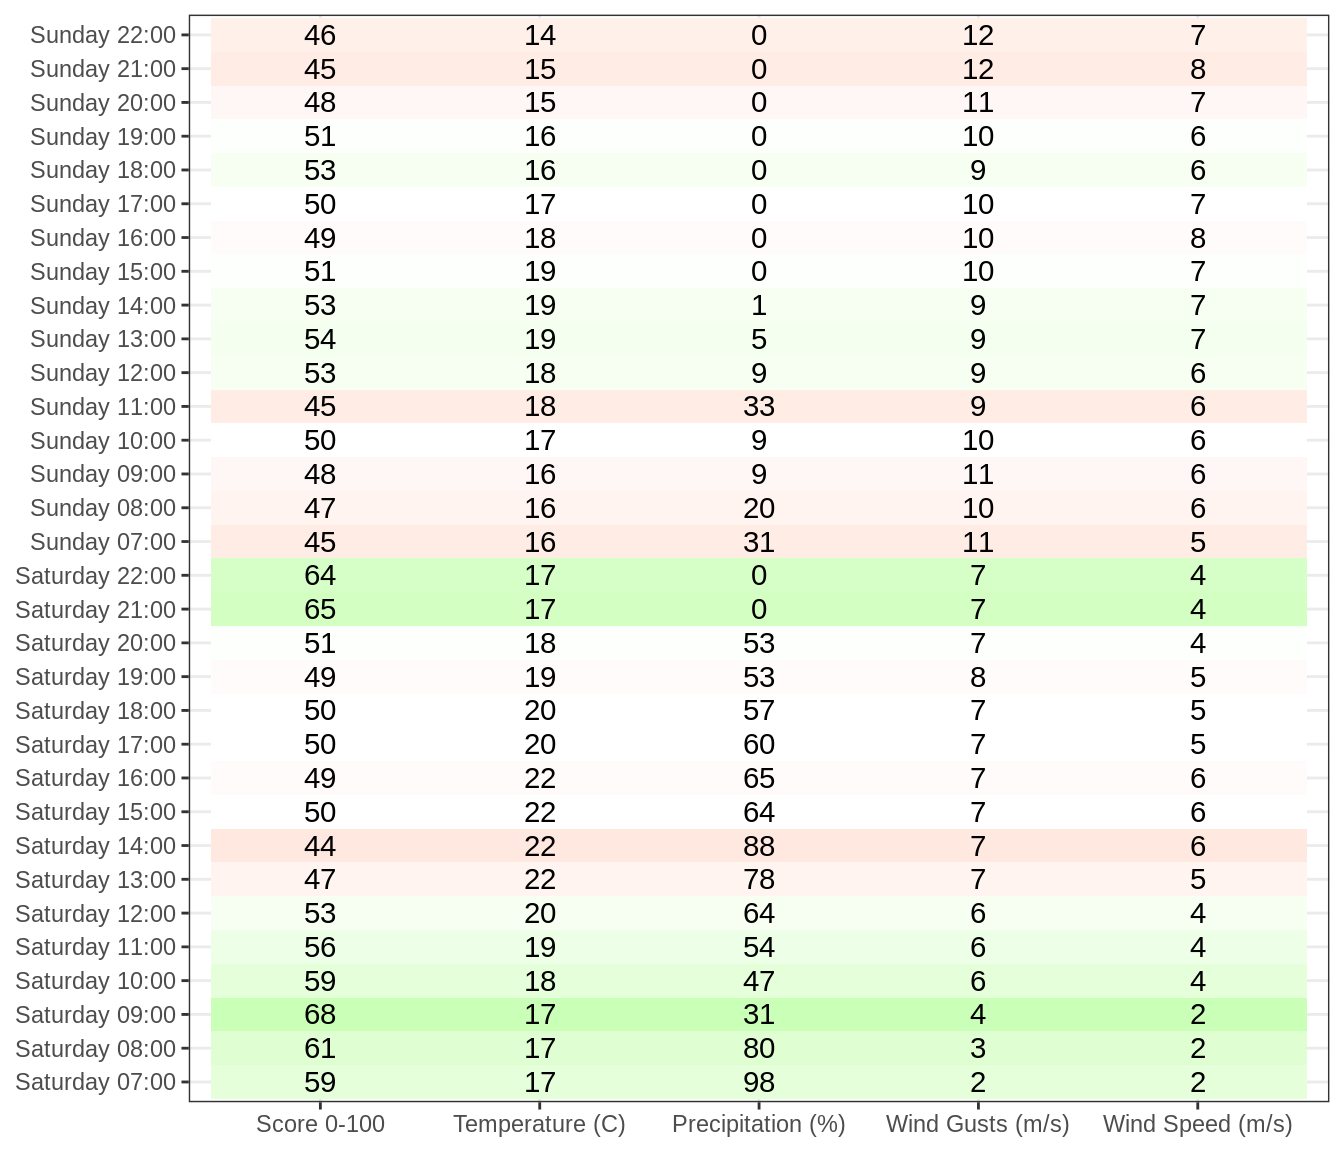 Sunday 22:00 46 14 0 12 7
Sunday 21:00 45 15 0 12 8
Sunday 20:00 48 15 0 11 7
Sunday 19:00 51 16 0 10 6
Sunday 18:00 53 16 0 9 6
Sunday 17:00 50 17 0 10 7
Sunday 16:00 49 18 0 10 8
Sunday 15:00 51 19 0 10 7
Sunday 14:00 53 19 1 9 7
Sunday 13:00 54 19 5 9 7
Sunday 12:00 53 18 9 9 6
Sunday 11:00 45 18 33 9 6
Sunday 10:00 50 17 9 10 6
Sunday 09:00 48 16 9 11 6
Sunday 08:00 47 16 20 10 6
Sunday 07:00 45 16 31 11 5
Saturday 22:00 64 17 0 7 4
Saturday 21:00 65 17 0 7 4
Saturday 20:00 51 18 53 7 4
Saturday 19:00 49 19 53 8 5
Saturday 18:00 50 20 57 7 5
Saturday 17:00 50 20 60 7 5
Saturday 16:00 49 22 65 7 6
Saturday 15:00 50 22 64 7 6
Saturday 14:00 44 22 88 7 6
Saturday 13:00 47 22 78 7 5
Saturday 12:00 53 20 64 6 4
Saturday 11:00 56 19 54 6 4
Saturday 10:00 59 18 47 6 4
Saturday 09:00 68 17 31 4 2
Saturday 08:00 61 17 80 3 2
Saturday 07:00 59 17 98 2 2
Score 0-100 Temperature (C) Precipitation (%) Wind Gusts (m/s) Wind Speed (m/s)